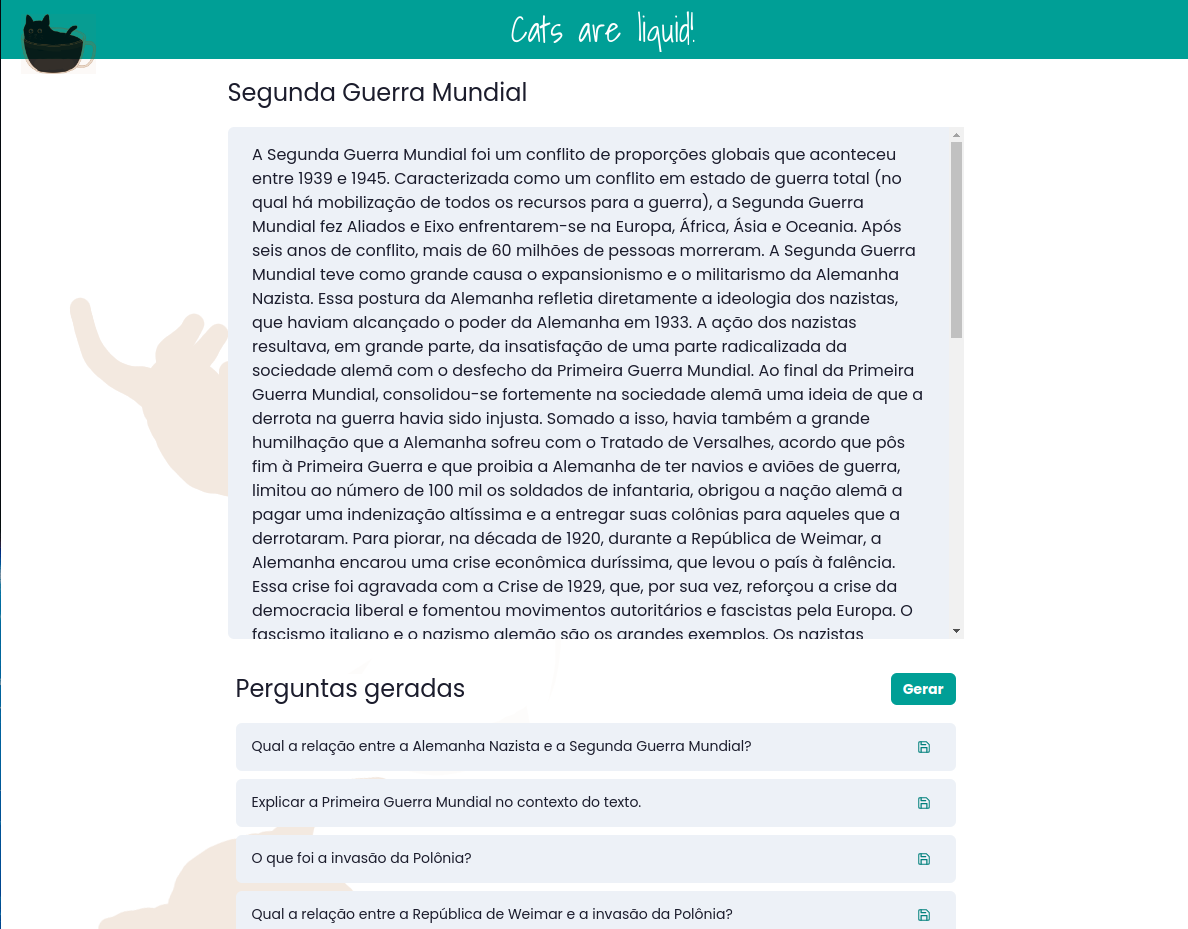 Cats are liquid!
Segunda Guerra Mundial
A Segunda Guerra Mundial foi um conflito de proporções globais que aconteceu
entre 1939 e 1945. Caracterizada como um conflito em estado de guerra total (no
qual há mobilização de todos os recursos para a guerra), a Segunda Guerra
Mundial fez Aliados e Eixo enfrentarem-se na Europa, África, Ásia e Oceania. Após
seis anos de conflito, mais de 60 milhões de pessoas morreram. A Segunda Guerra
Mundial teve como grande causa o expansionismo e o militarismo da Alemanha
Nazista. Essa postura da Alemanha refletia diretamente a ideologia dos nazistas,
que haviam alcançado o poder da Alemanha em 1933. A ação dos nazistas
resultava, em grande parte, da insatisfação de uma parte radicalizada da
sociedade alemã com o desfecho da Primeira Guerra Mundial. Ao final da Primeira
Guerra Mundial, consolidou-se fortemente na sociedade alemã uma ideia de que a
derrota na guerra havia sido injusta. Somado a isso, havia também a grande
humilhação que a Alemanha sofreu com o Tratado de Versalhes, acordo que pôs
fim à Primeira Guerra e que proibia a Alemanha de ter navios e aviões de guerra,
limitou ao número de 100 mil os soldados de infantaria, obrigou a nação alemã a
pagar uma indenização altíssima e a entregar suas colônias para aqueles que a
derrotaram. Para piorar, na década de 1920, durante a República de Weimar, a
Alemanha encarou uma crise econômica duríssima, que levou o país à falência.
Essa crise foi agravada com a Crise de 1929, que, por sua vez, reforçou a crise da
democracia liberal e fomentou movimentos autoritários e fascistas pela Europa. O
fascismo italiano e o nazismo alemão são os grandes exemplos. Os nazistas
Perguntas geradas
Gerar
Qual a relação entre a Alemanha Nazista e a Segunda Guerra Mundial?
Explicar a Primeira Guerra Mundial no contexto do texto.
O que foi a invasão da Polônia?
Qual a relação entre a República de Weimar e a invasão da Polônia?